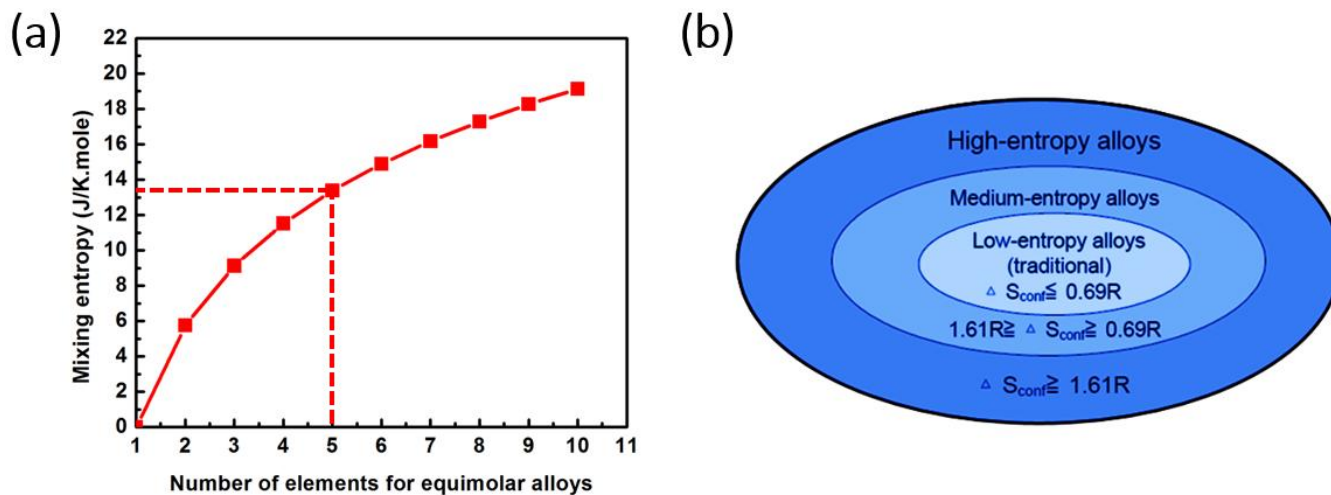 (a)
Mixing entropy (J/K.mole)
22
20
18
16
14
12
10
8
6
4
2
0
1 2 3 4 5 6 7 8 9 10 11
Number of elements for equimolar alloys
(b)
High-entropy alloys
Medium-entropy alloys
Low-entropy alloys
(traditional)
△ Sconf≦ 0.69R
1.61R≧ △ Sconf≧ 0.69R
△ Sconf≧ 1.61R